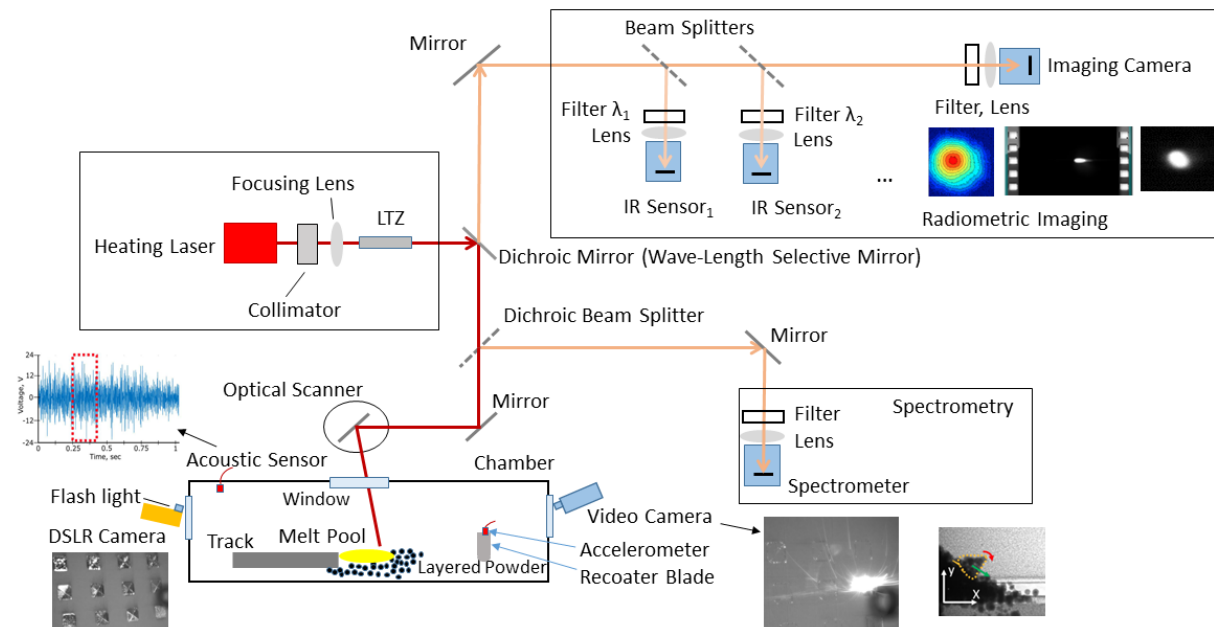 Mirror
Beam Splitters
Imaging Camera
Filter λ₁
Lens
Filter λ₂
Lens
Filter, Lens
...
IR Sensor₁
IR Sensor₂
Radiometric Imaging
Focusing Lens
LTZ
Heating Laser
Collimator
Dichroic Mirror (Wave-Length Selective Mirror)
Dichroic Beam Splitter
Mirror
Optical Scanner
Mirror
Filter
Lens
Spectrometry
Spectrometer
24
12
0
-12
-24
Voltage, V
0
0.25
0.5
0.75
1
Time, sec
Acoustic Sensor
Chamber
Window
Flash light
DSLR Camera
Track
Melt Pool
Layered Powder
Video Camera
Accelerometer
Recoater Blade
y
x